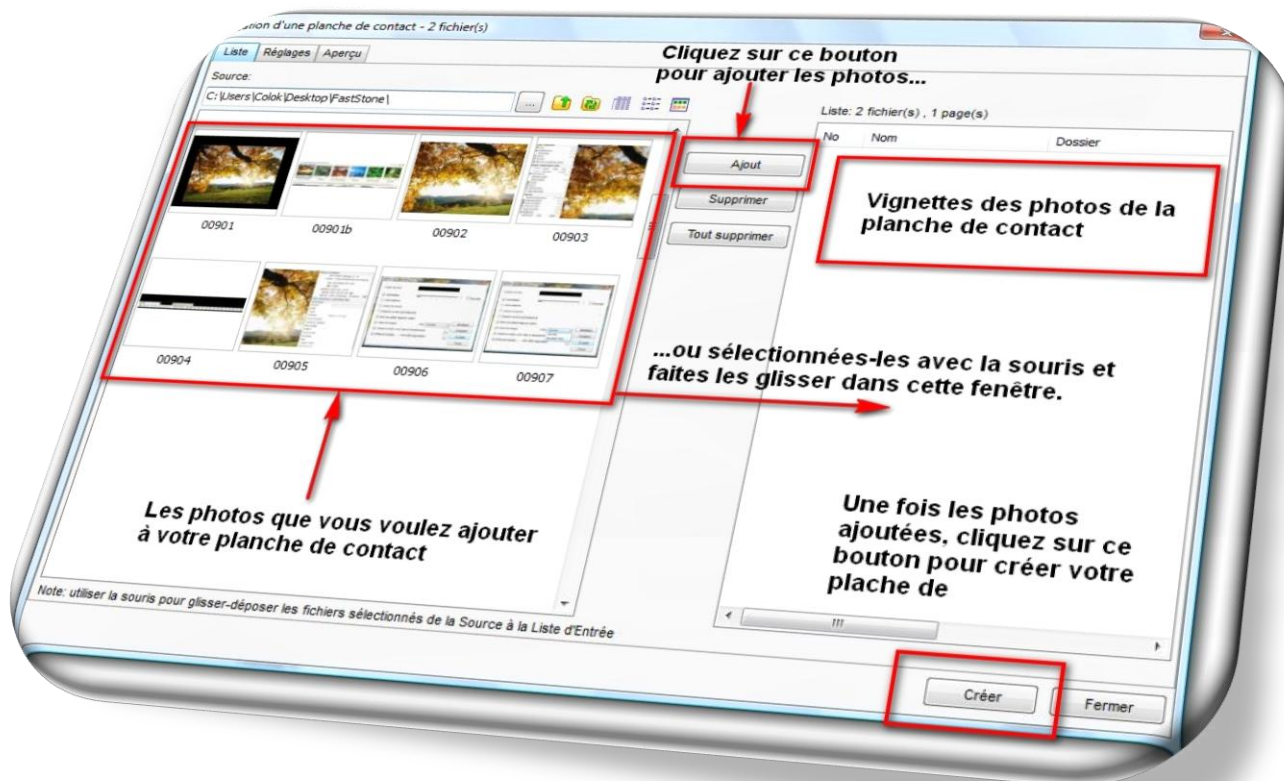 ation d'une planche de contact - 2 fichier(s)
Liste Réglages Aperçu
Source:
C:\Users\Colok\Desktop\FastStone\
...
Cliquez sur ce bouton
pour ajouter les photos...
Liste: 2 fichier(s) , 1 page(s)
No Nom Dossier
Ajout
Supprimer
Tout supprimer
Vignettes des photos de la
planche de contact
00901 00901b 00902 00903
00904 00905 00906 00907
...ou sélectionnées-les avec la souris et
faites les glisser dans cette fenêtre.
Les photos que vous voulez ajouter
à votre planche de contact
Une fois les photos
ajoutées, cliquez sur ce
bouton pour créer votre
plache de
Note: utiliser la souris pour glisser-déposer les fichiers sélectionnés de la Source à la Liste d'Entrée
Créer Fermer